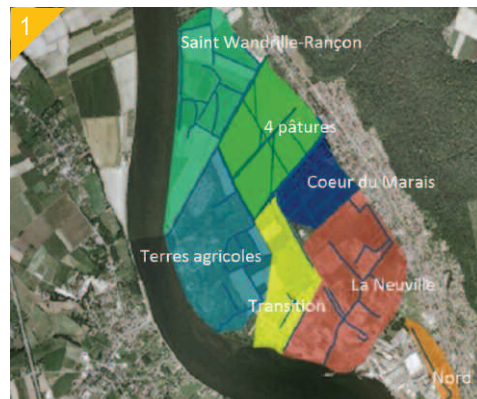 1
Saint Wandrille-Rançon
4 pâtures
Coeur du Marais
Terres agricoles
La Neuville
Transition
Nord